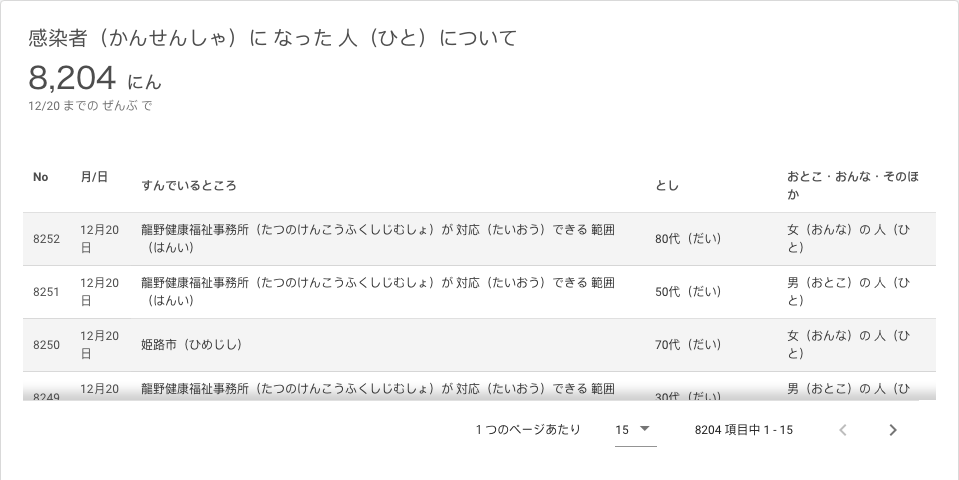 感染者（かんせんしゃ）に なった 人（ひと）について
8,204 にん
12/20 までの ぜんぶ で
No 月/日 すんでいるところ とし おとこ・おんな・そのほ
か
8252 12月20
日 龍野健康福祉事務所（たつのけんこうふくしじむしょ）が 対応（たいおう）できる 範囲
（はんい） 80代（だい） 女（おんな）の 人（ひ
と）
8251 12月20
日 龍野健康福祉事務所（たつのけんこうふくしじむしょ）が 対応（たいおう）できる 範囲
（はんい） 50代（だい） 男（おとこ）の 人（ひ
と）
8250 12月20
日 姫路市（ひめじし） 70代（だい） 女（おんな）の 人（ひ
と）
8249 12月20 龍野健康福祉事務所（たつのけんこうふくしじむしょ）が 対応（たいおう）できる 範囲 30代（だい） 男（おとこ）の 人（ひ
1 つのページあたり 15 8204 項目中 1 - 15